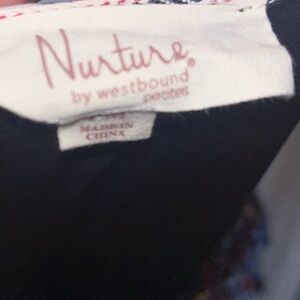 Nurture®
by westbound
petites
MADE IN
CHINA